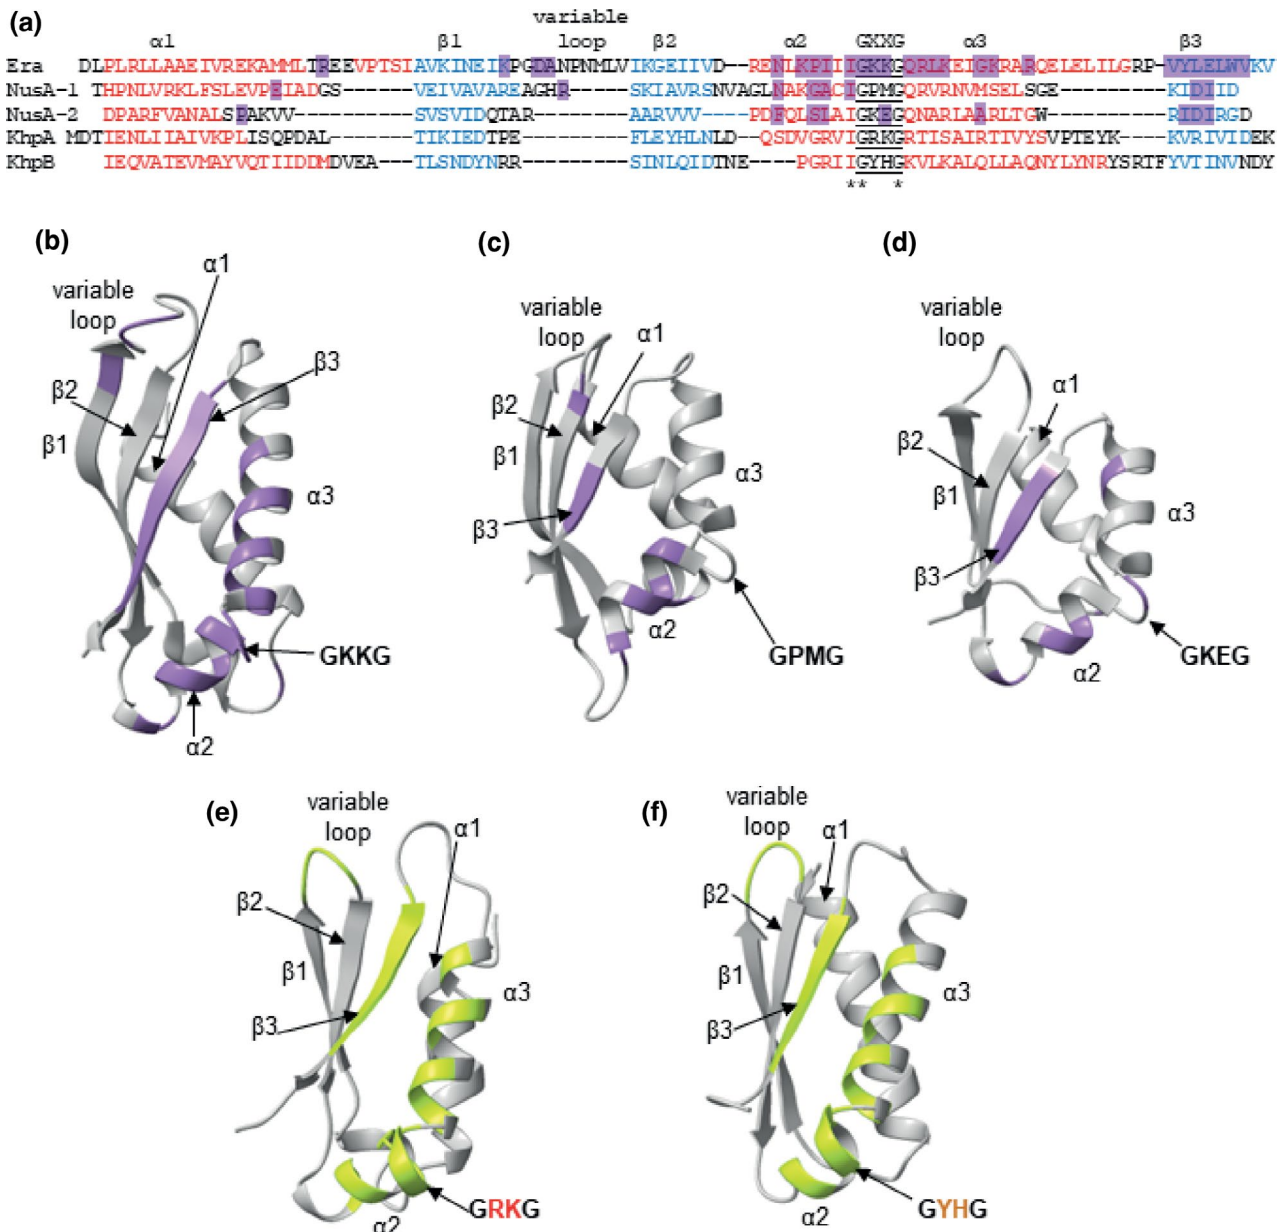 (a)
variable
α1 β1 loop β2 α2 GXXG α3 β3
Era DLPLRLLAAEIVREKAMMLTREEVPTSIAVKINEIKPGDANPNMLVIKGEIIVD--RENLKPIIIGKKGQRLKEIGKRARQELELILGRP-VYLELWVKV
NusA-1 THPNLVRKLFSLEVPEIADGS-----VEIVAVAREAGHR-----SKIAVRSNVAGLNAKGACIGPMGQRVRNVMSELSGE-----KIDIID
NusA-2 DPARFVANALSPAKVV-----SVSVIDQTAR-----AARVVV----PDFQLSLAIGKEGQNARLAARLTGW-----RIDIRGD
KhpA MDTIENLIIAIVKPLISQPDAL-----TIKIEDTPE-----FLEYHLNLD--QSDVGRVIGRKGRTISAIRTIVYSVPTEYK----KVRIVIDEK
KhpB IEQVATEVMAYVQTIIDDMDVEA----TLSNDYNRR-----SINLQIDTNE----PGRIIGYHGKVLKALQLLAQNYLYNRYSRTFYVTINVNDY
** *
(b)
α1
variable
loop
β3
β2
β1
α3
GKKG
α2
(c)
variable
loop
α1
β2
β1
α3
β3
α2
GPMG
(d)
variable
loop
α1
β2
β1
α3
β3
α2
GKEG
(e)
variable
loop
α1
β2
β1
α3
β3
GRKG
α2
(f)
variable
loop
α1
β2
β1
α3
β3
GYHG
α2